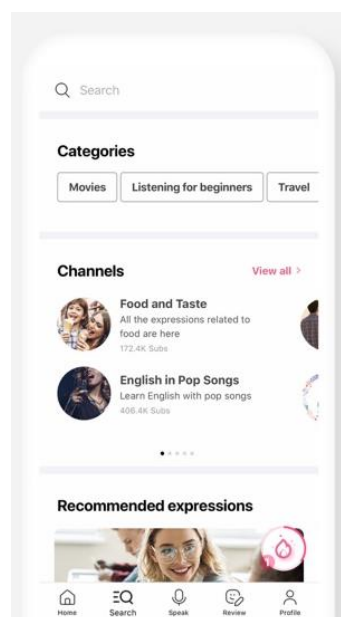 Search
Categories
Movies
Listening for beginners
Travel
Channels
View all >
Food and Taste
All the expressions related to
food are here
172.4K Subs
English in Pop Songs
Learn English with pop songs
406.4K Subs
Recommended expressions
Home
Search
Speak
Review
Profile